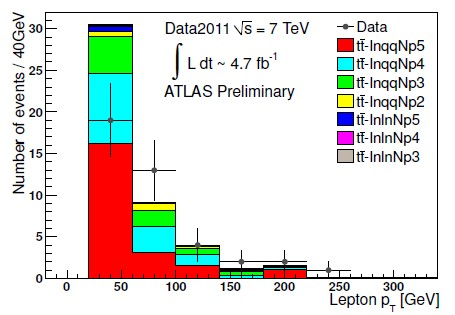 Number of events / 40GeV
30
25
20
15
10
5
0
Data2011 √s = 7 TeV
∫ L dt ~ 4.7 fb⁻¹
ATLAS Preliminary
Data
tt̄-lnqqNp5
tt̄-lnqqNp4
tt̄-lnqqNp3
tt̄-lnqqNp2
tt̄-lnlnNp5
tt̄-lnlnNp4
tt̄-lnlnNp3
0 50 100 150 200 250 300
Lepton p_T [GeV]